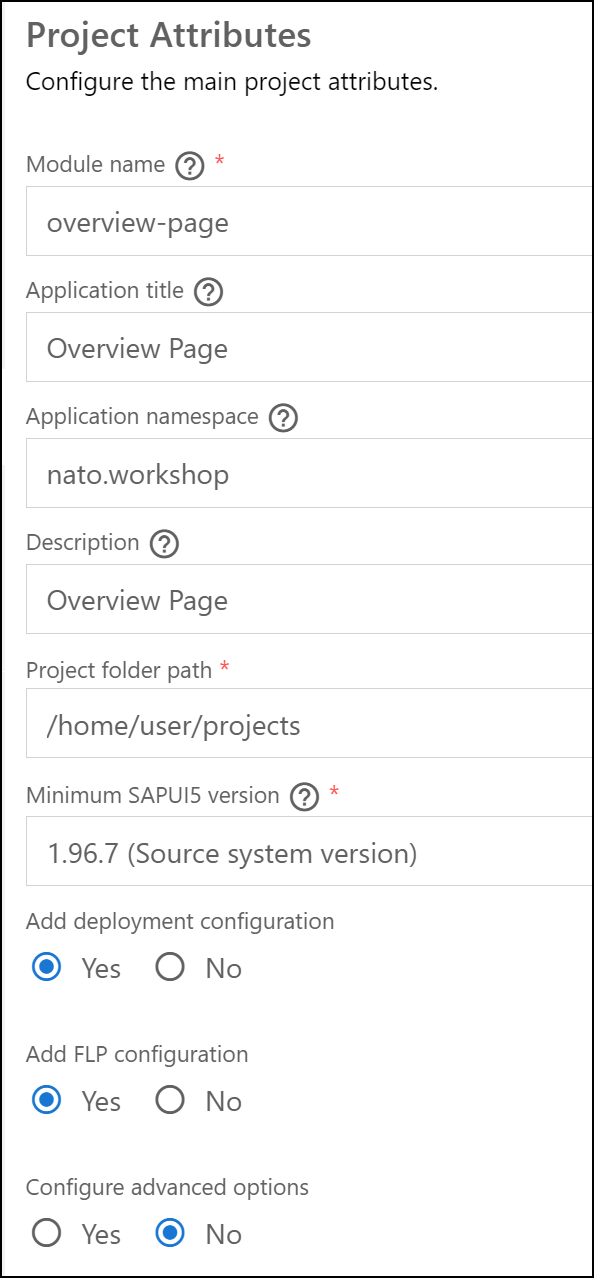 Project Attributes
Configure the main project attributes.
Module name ? *
overview-page
Application title ?
Overview Page
Application namespace ?
nato.workshop
Description ?
Overview Page
Project folder path *
/home/user/projects
Minimum SAPUI5 version ? *
1.96.7 (Source system version)
Add deployment configuration
Yes No
Add FLP configuration
Yes No
Configure advanced options
Yes No